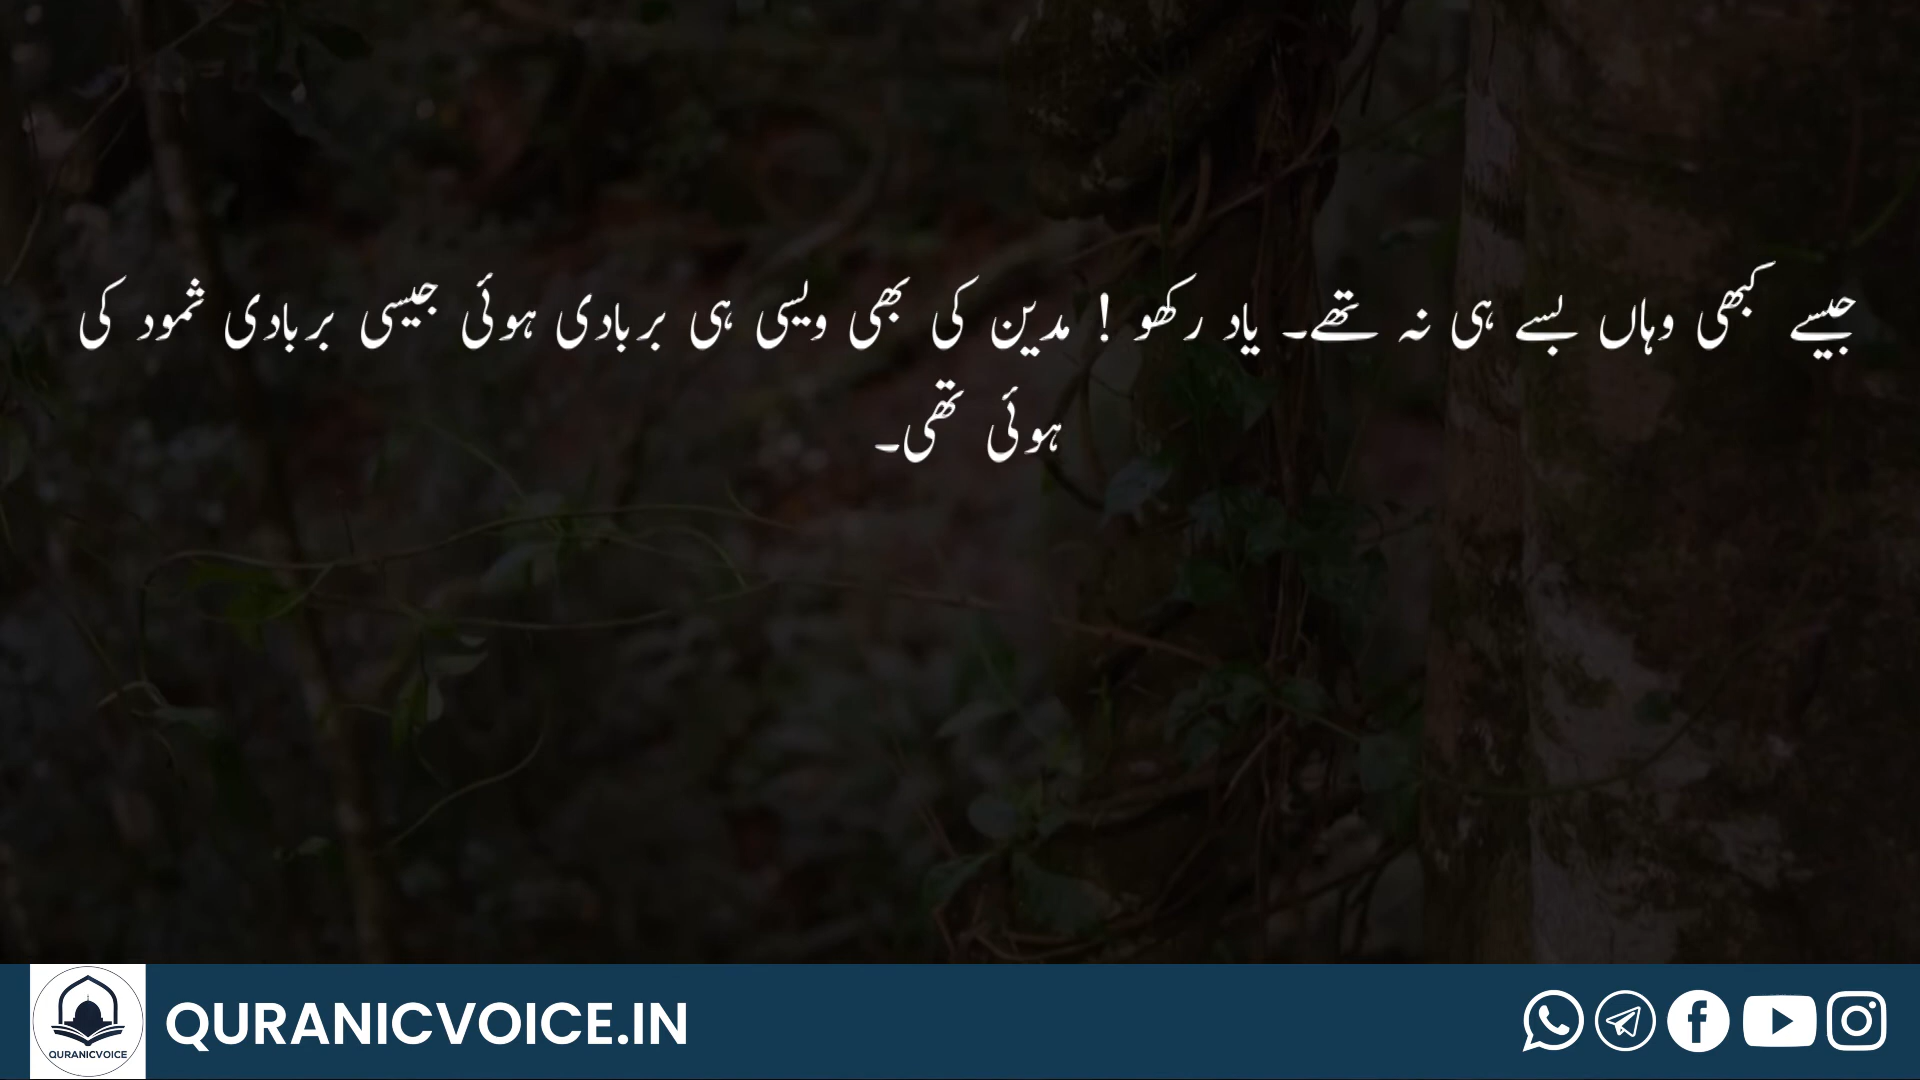 جیسے کبھی وہاں بسے ہی نہ تھے۔ یاد رکھو ! مدین کی بھی ویسی ہی بربادی ہوئی جیسی بربادی ثمود کی
ہوئی تھی۔
QURANICVOICE
QURANICVOICE.IN